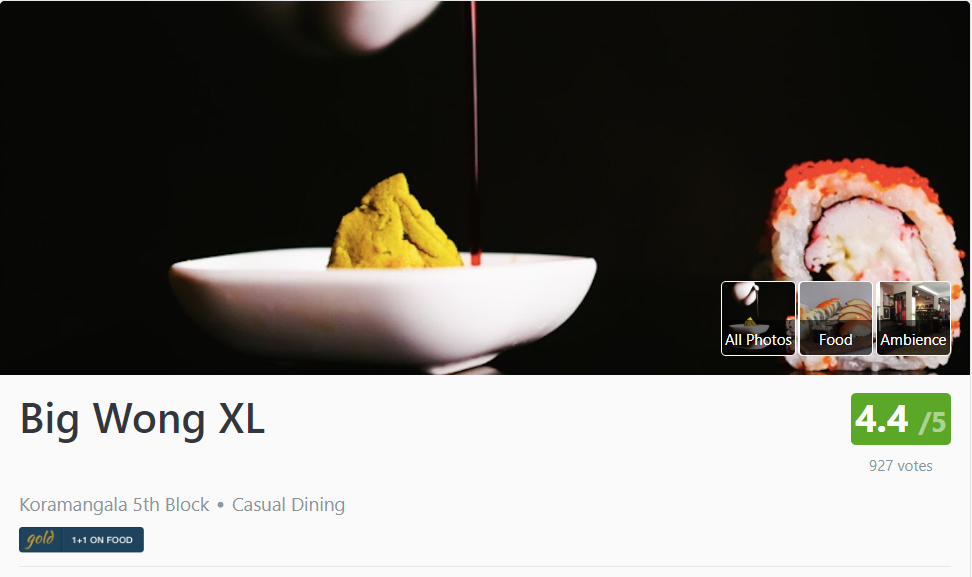 All Photos
Food
Ambience
Big Wong XL
4.4 /5
927 votes
Koramangala 5th Block • Casual Dining
gold 1+1 ON FOOD